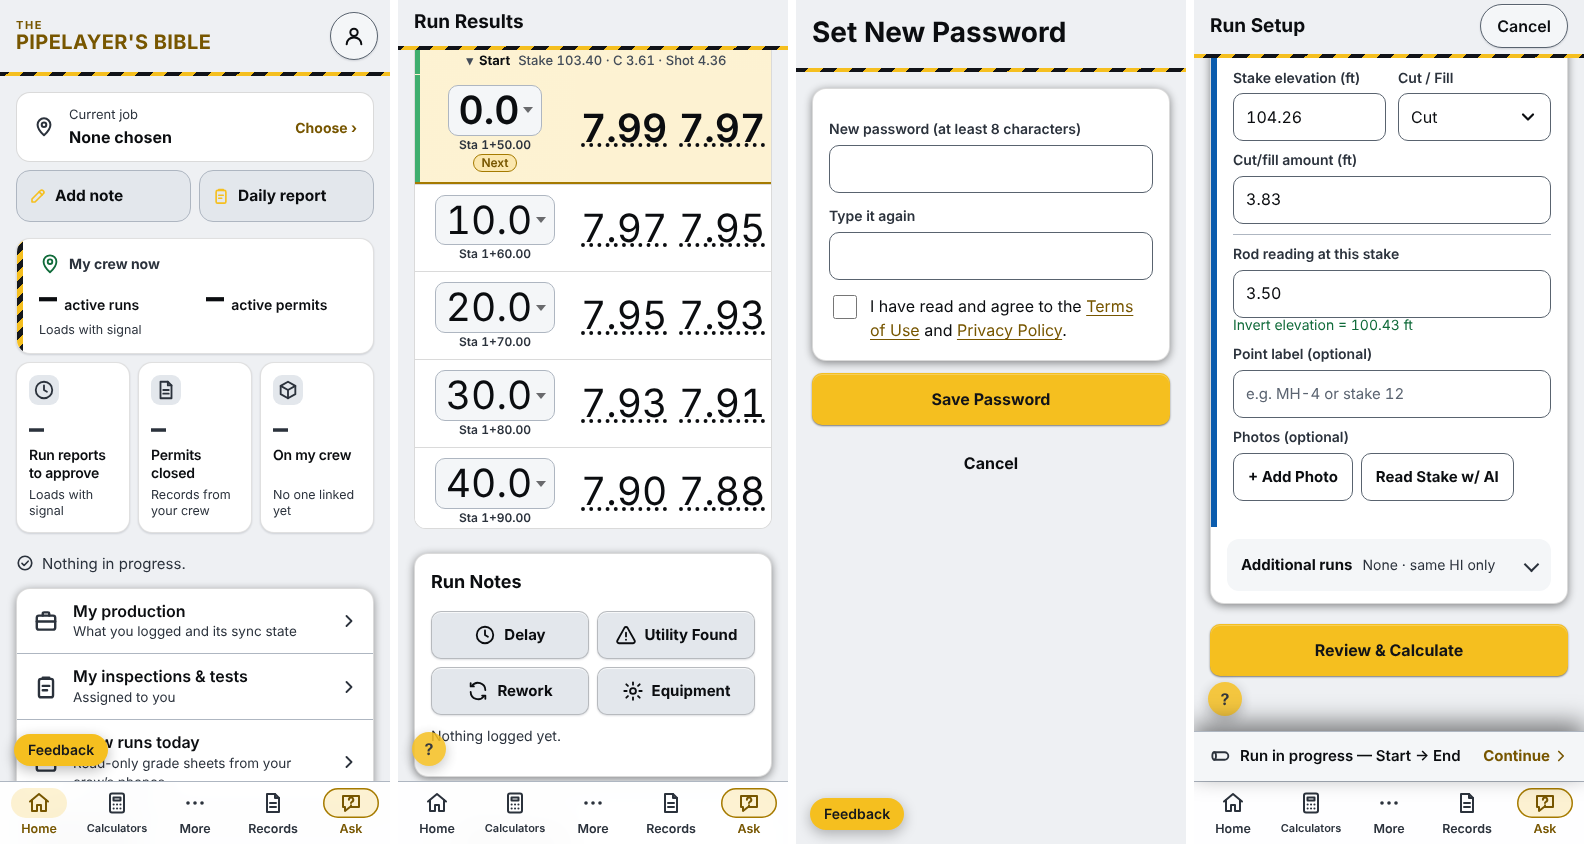 THE
PIPELAYER'S BIBLE
Current job
None chosen
Choose ›
Add note
Daily report
My crew now
– active runs
– active permits
Loads with signal
–
Run reports
to approve
Loads with
signal
–
Permits
closed
Records from
your crew
–
On my crew
No one linked
yet
Nothing in progress.
My production
What you logged and its sync state
My inspections & tests
Assigned to you
runs today
Read-only grade sheets from your
crew's phones
Feedback
Home
Calculators
More
Records
Ask
Run Results
▾ Start Stake 103.40 · C 3.61 · Shot 4.36
0.0 7.99 7.97
Sta 1+50.00
Next
10.0 7.97 7.95
Sta 1+60.00
20.0 7.95 7.93
Sta 1+70.00
30.0 7.93 7.91
Sta 1+80.00
40.0 7.90 7.88
Sta 1+90.00
Run Notes
Delay
Utility Found
Rework
Equipment
Nothing logged yet.
?
Home
Calculators
More
Records
Ask
Set New Password
New password (at least 8 characters)
Type it again
I have read and agree to the Terms
of Use and Privacy Policy.
Save Password
Cancel
Feedback
Run Setup
Cancel
Stake elevation (ft)
Cut / Fill
104.26
Cut
Cut/fill amount (ft)
3.83
Rod reading at this stake
3.50
Invert elevation = 100.43 ft
Point label (optional)
e.g. MH-4 or stake 12
Photos (optional)
+ Add Photo
Read Stake w/ AI
Additional runs None · same HI only
Review & Calculate
?
Run in progress — Start → End
Continue ›
Home
Calculators
More
Records
Ask